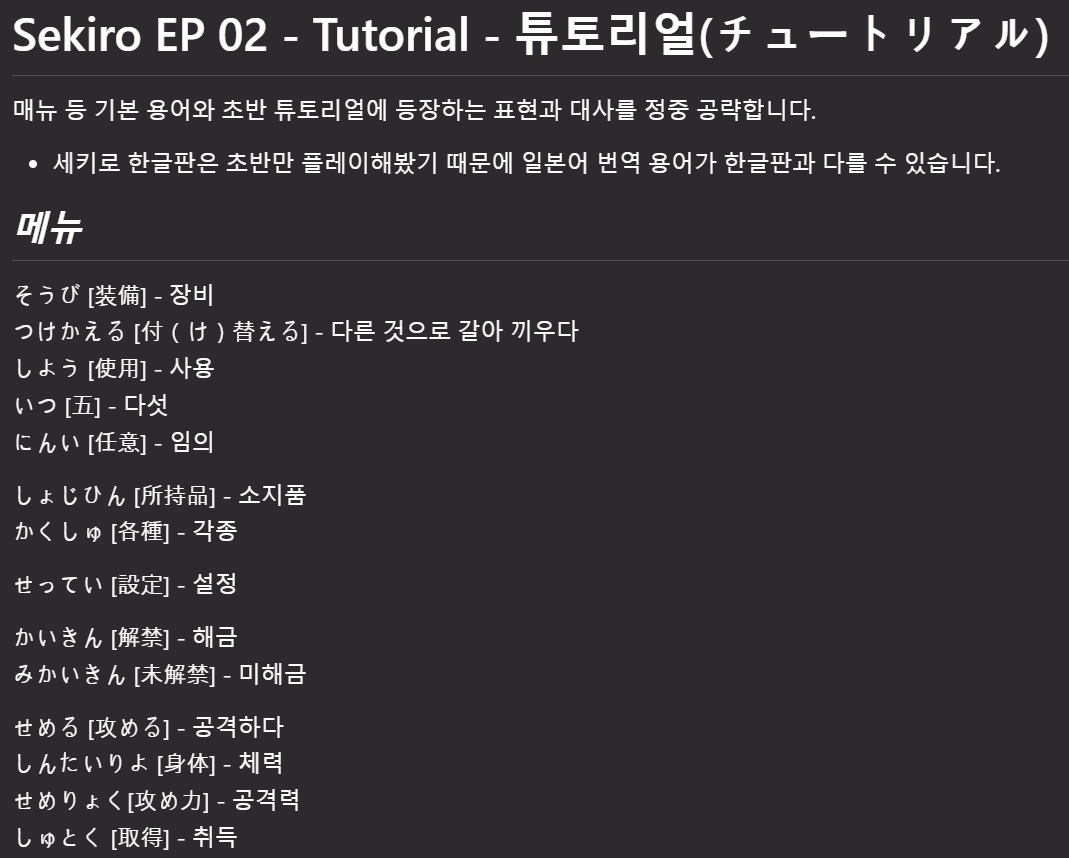 Sekiro EP 02 - Tutorial - 튜토리얼(チュートリアル)
매뉴 등 기본 용어와 초반 튜토리얼에 등장하는 표현과 대사를 정중 공략합니다.
• 세키로 한글판은 초반만 플레이해봤기 때문에 일본어 번역 용어가 한글판과 다를 수 있습니다.
메뉴
そうび [装備] - 장비
つけかえる [付(け)替える] - 다른 것으로 갈아 끼우다
しよう [使用] - 사용
いつ [五] - 다섯
にんい [任意] - 임의
しょじひん [所持品] - 소지품
かくしゅ [各種] - 각종
せってい [設定] - 설정
かいきん [解禁] - 해금
みかいきん [未解禁] - 미해금
せめる [攻める] - 공격하다
しんたいりよ [身体] - 체력
せめりょく[攻め力] - 공격력
しゅとく [取得] - 취득